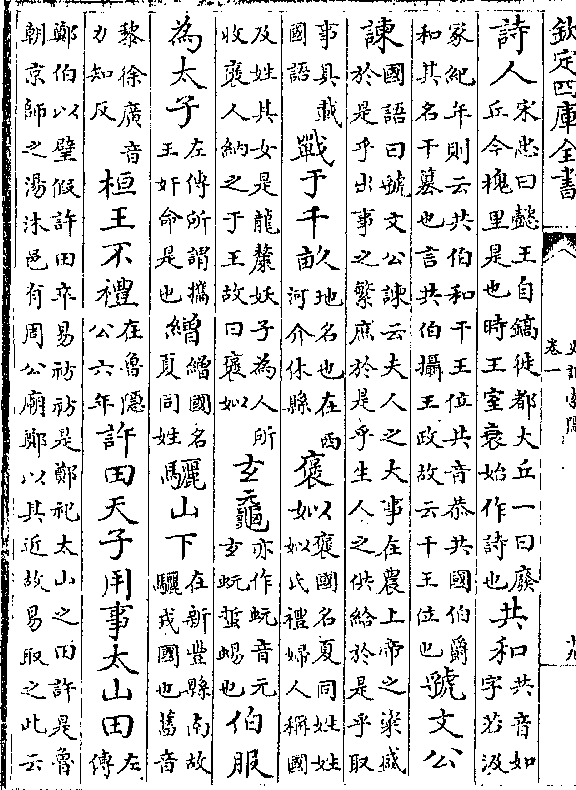 欽定四庫全書
卷一
詩人宋忠曰懿王自鎬徙都大丘一曰廢丘今槐里是也時王室衰始作詩也共和共音如字若汲
冢紀年則云共伯和干王位共音恭共國伯爵和其名干簒也言共伯攝王政故云干王位也虢文公
諫國語曰虢文公諫云夫人之大事在農上帝之粢盛於是乎出事之繁庶於是乎生人之供給於是乎取
事具載國語戰于千畝地名也在西河介休縣褒姒褒國名夏同姓姓姒氏禮婦人稱國
及姓其女是龍漦妖子為人所收褒人納之于王故曰褒姒玄黿亦作蚖音元玄蚖蜤蜴也伯服
為太子左傳所謂攜王奸命是也繒繒國名夏同姓驪山下在新豐縣南故驪戎國也舊音
黎徐廣音力知反桓王不禮在魯隱公六年許田天子用事太山田左傳
鄭伯以璧假許田卒易祊祊是鄭祀太山之田許是魯朝京師之湯沐邑有周公廟鄭以其近故易取之此云